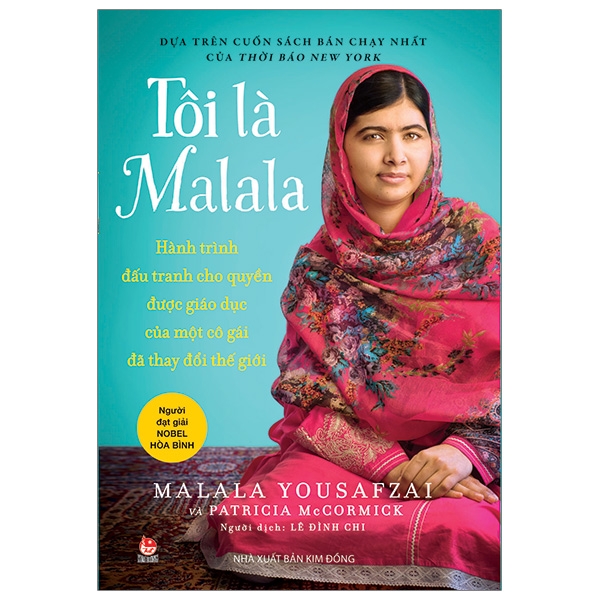 DỰA TRÊN CUỐN SÁCH BÁN CHẠY NHẤT
CỦA THỜI BÁO NEW YORK
Tôi là
Malala
Hành trình
đấu tranh cho quyền
được giáo dục
của một cô gái
đã thay đổi thế giới
Người
đạt giải
NOBEL
HÒA BÌNH
MALALA YOUSAFZAI
VÀ PATRICIA McCORMICK
Người dịch: LÊ ĐÌNH CHI
NHÀ XUẤT BẢN KIM ĐỒNG